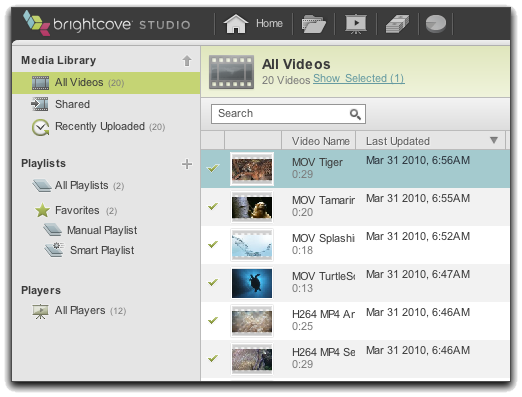 brightcove STUDIO
Home
Media Library
All Videos (20)
Shared
Recently Uploaded (20)
Playlists
All Playlists (2)
Favorites (2)
Manual Playlist
Smart Playlist
Players
All Players (12)
All Videos
20 Videos Show Selected (1)
Search
Video Name Last Updated
MOV Tiger Mar 31 2010, 6:56AM
0:29
MOV Tamarin Mar 31 2010, 6:55AM
0:20
MOV Splashi Mar 31 2010, 6:52AM
0:18
MOV TurtleS Mar 31 2010, 6:47AM
0:13
H264 MP4 Ar Mar 31 2010, 6:46AM
0:25
H264 MP4 Se Mar 31 2010, 6:46AM
0:29